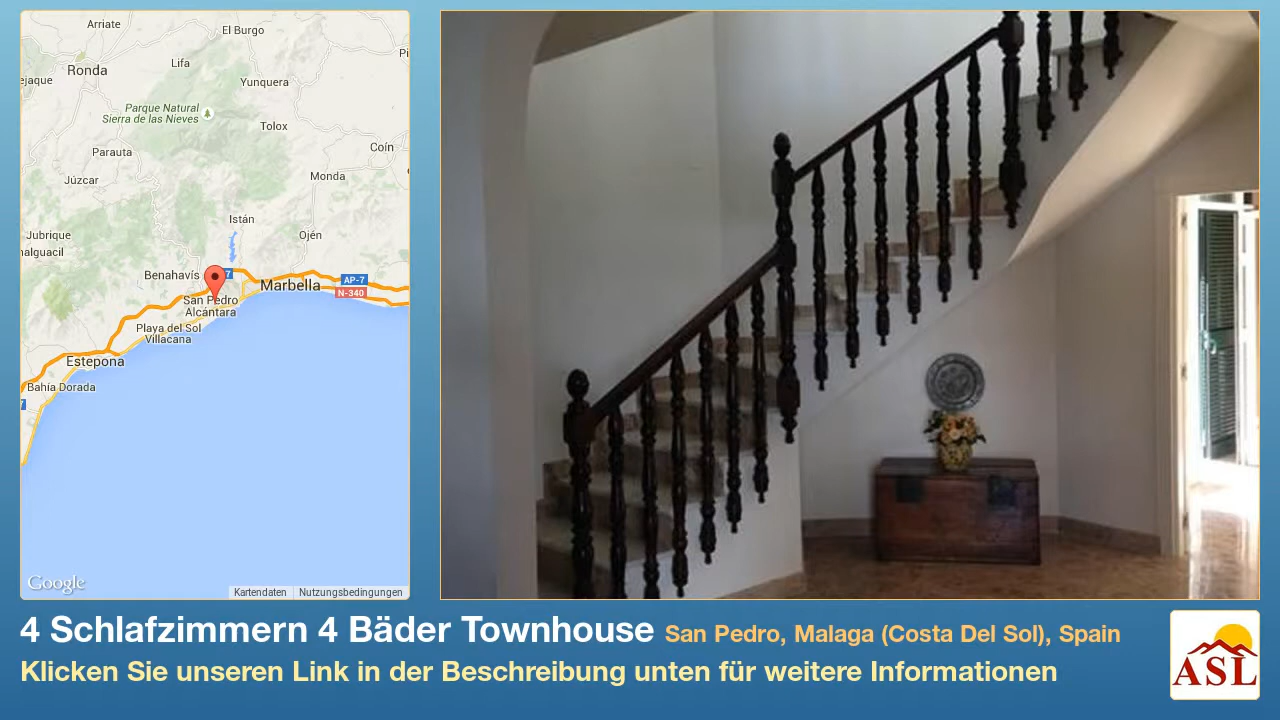 Arriate
El Burgo
Ronda
Lifa
Yunquera
Parque Natural
Sierra de las Nieves
Tolox
Coín
Parauta
Monda
Júzcar
Istán
Jubrique
Ojén
Benahavís
Marbella
AP-7
N-340
San Pedro
Alcántara
Playa del Sol
Villacana
Estepona
Bahía Dorada
Google
Kartendaten Nutzungsbedingungen
4 Schlafzimmern 4 Bäder Townhouse San Pedro, Malaga (Costa Del Sol), Spain
Klicken Sie unseren Link in der Beschreibung unten für weitere Informationen
ASL